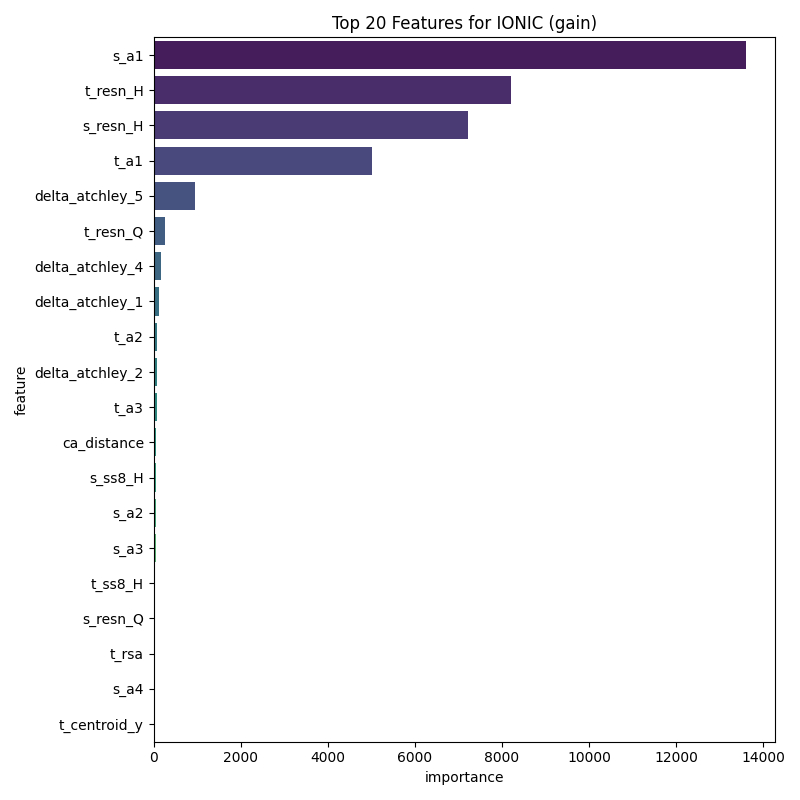 Top 20 Features for IONIC (gain)
s_a1
t_resn_H
s_resn_H
t_a1
delta_atchley_5
t_resn_Q
delta_atchley_4
delta_atchley_1
t_a2
delta_atchley_2
t_a3
ca_distance
s_ss8_H
s_a2
s_a3
t_ss8_H
s_resn_Q
t_rsa
s_a4
t_centroid_y
feature
0 2000 4000 6000 8000 10000 12000 14000
importance